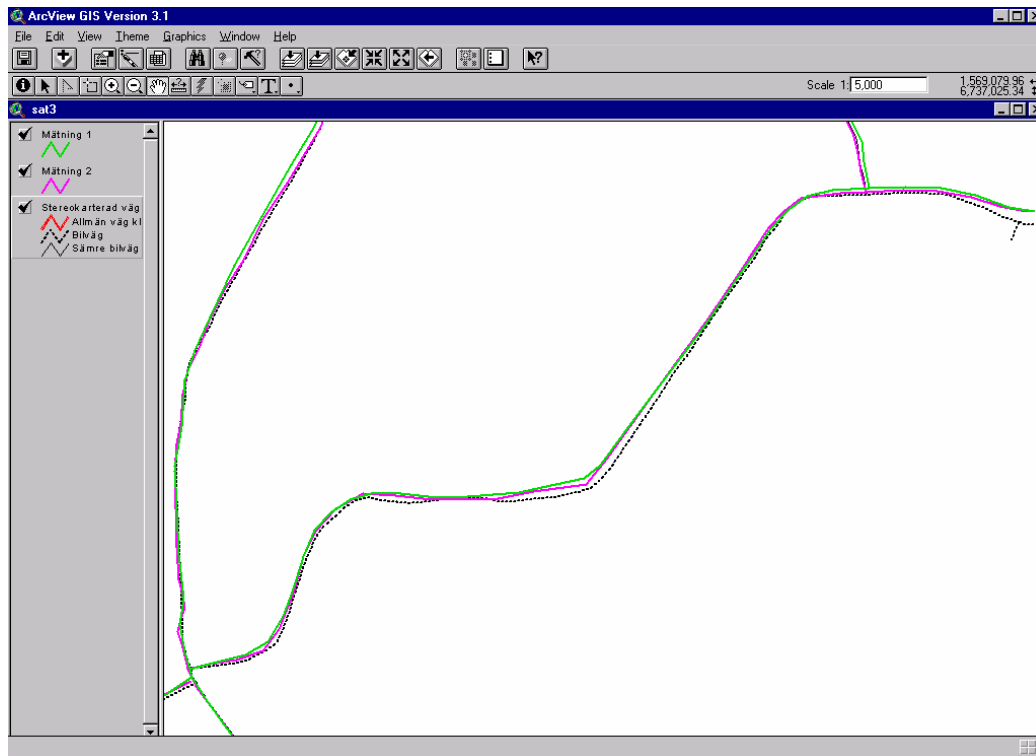 ArcView GIS Version 3.1
File Edit View Theme Graphics Window Help
Scale 1: 5,000
1,569,079.96
6,737,025.34
sat3
Mätning 1
Mätning 2
Stereokarterad väg
Allmän väg kl
Bilväg
Sämre bilväg